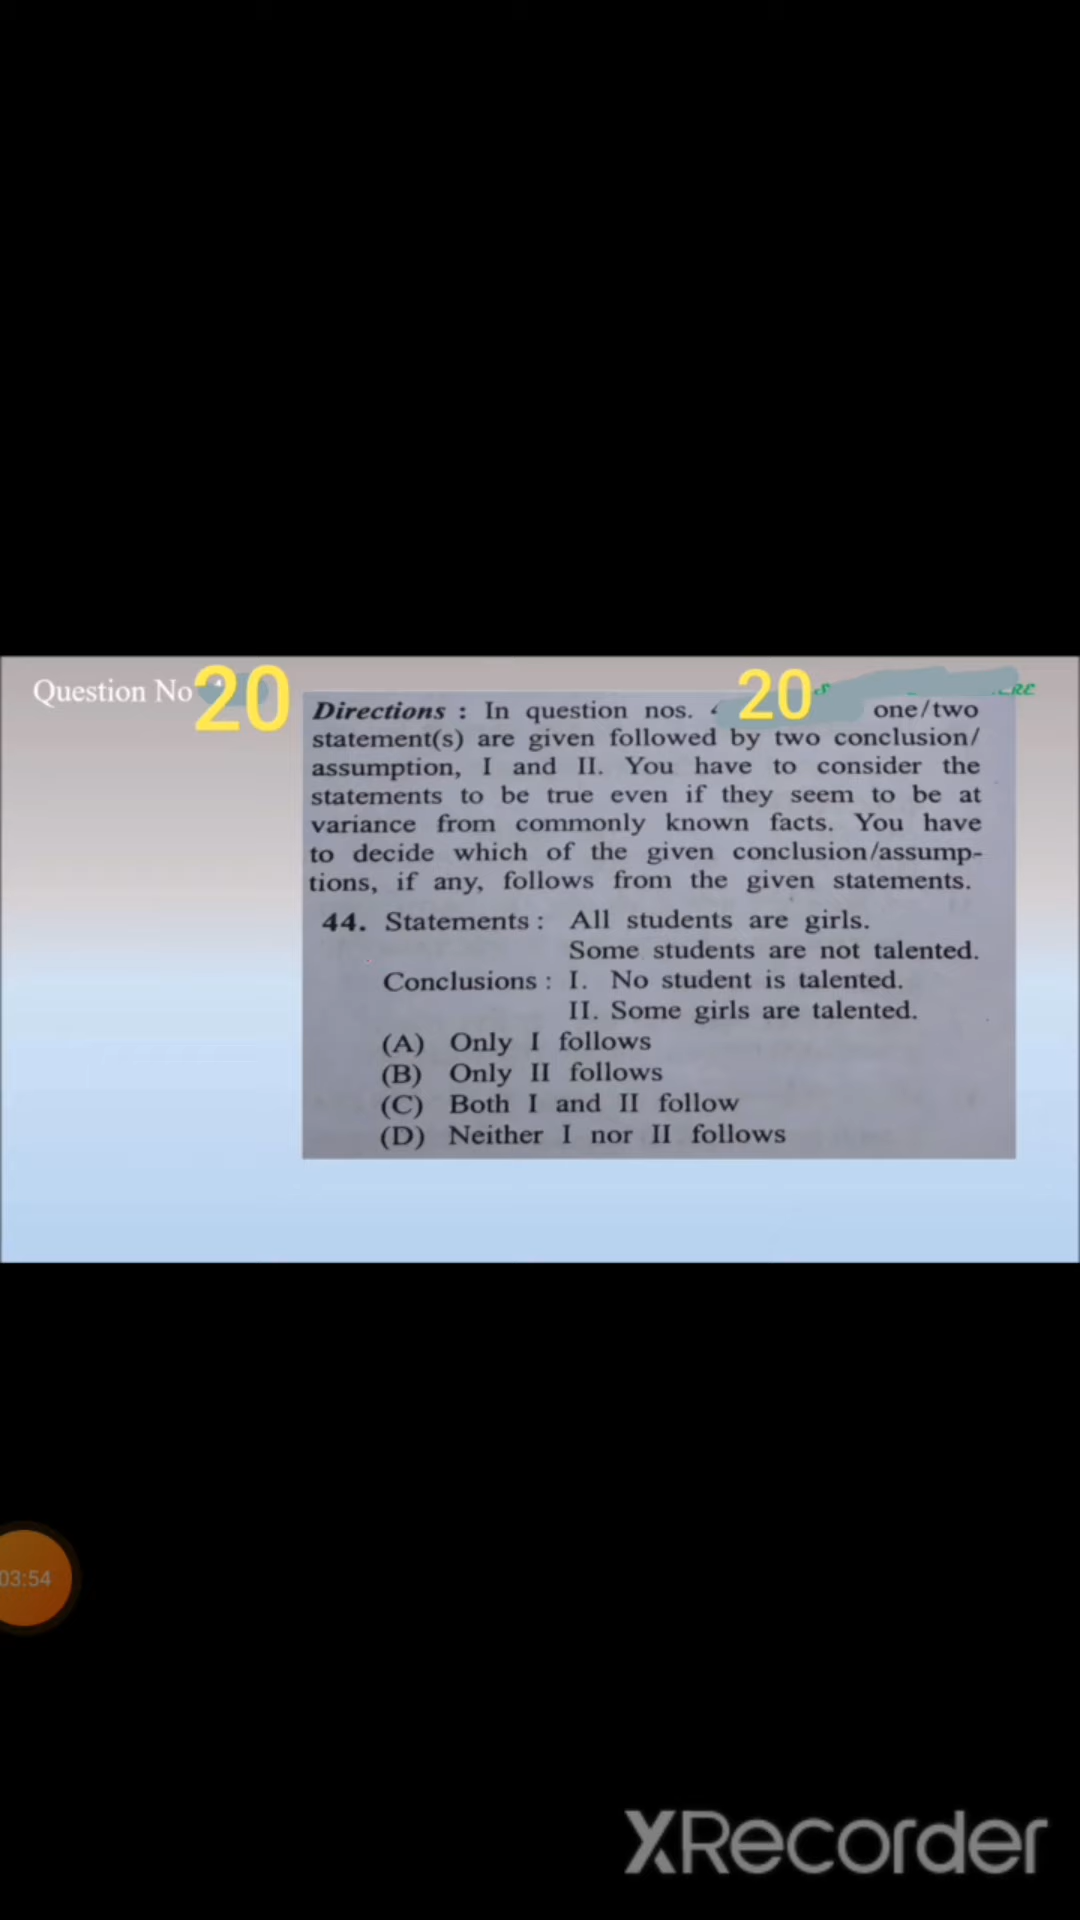 Question No 20
20
Directions : In question nos. one/two
statement(s) are given followed by two conclusion/
assumption, I and II. You have to consider the
statements to be true even if they seem to be at
variance from commonly known facts. You have
to decide which of the given conclusion/assump-
tions, if any, follows from the given statements.
44. Statements : All students are girls.
Some students are not talented.
Conclusions : I. No student is talented.
II. Some girls are talented.
(A) Only I follows
(B) Only II follows
(C) Both I and II follow
(D) Neither I nor II follows
03:54
XRecorder